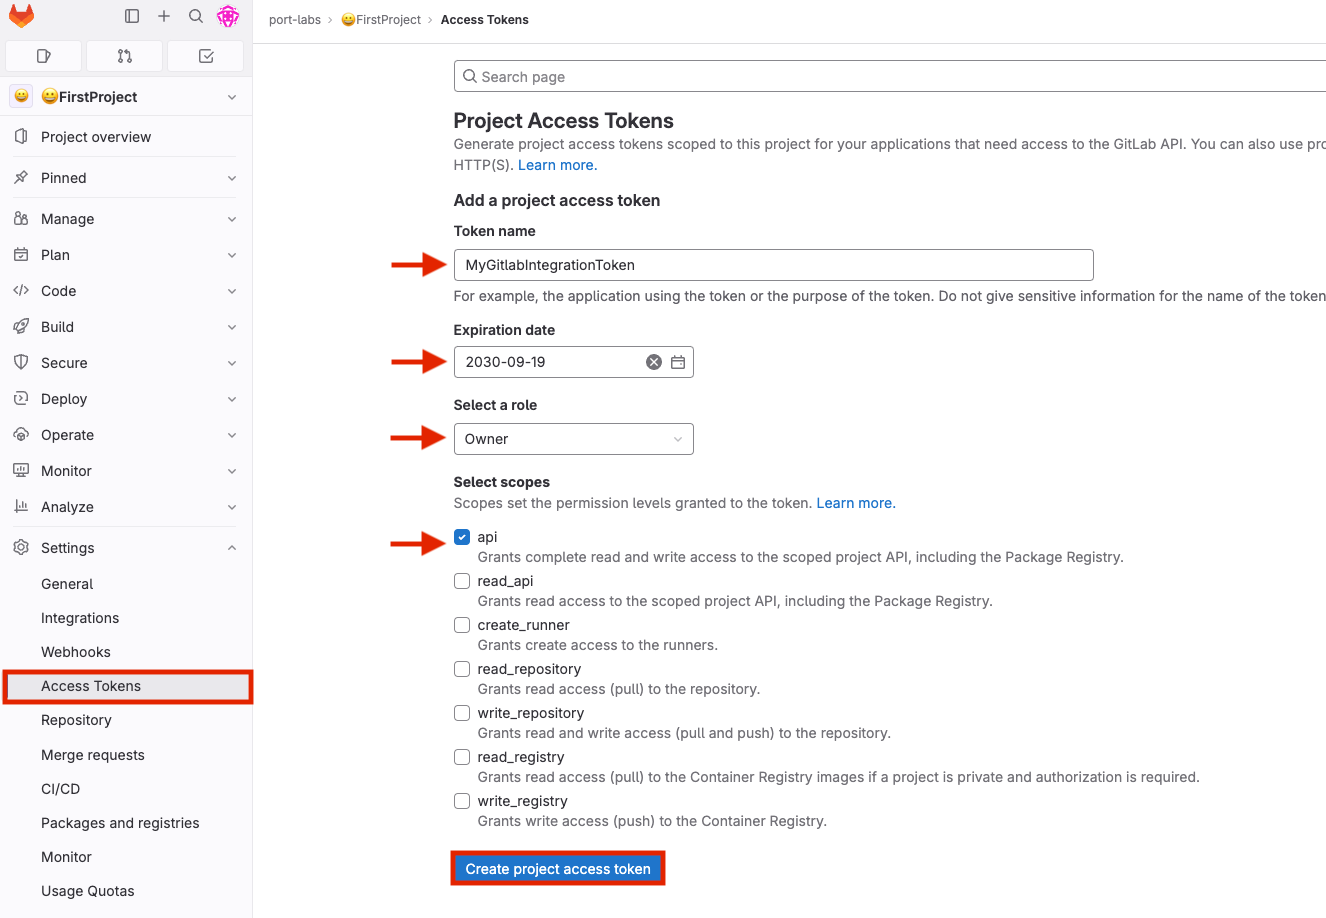 port-labs › 😀FirstProject › Access Tokens
😀FirstProject
Project overview
Pinned
Manage
Plan
Code
Build
Secure
Deploy
Operate
Monitor
Analyze
Settings
General
Integrations
Webhooks
Access Tokens
Repository
Merge requests
CI/CD
Packages and registries
Monitor
Usage Quotas
Search page
Project Access Tokens
Generate project access tokens scoped to this project for your applications that need access to the GitLab API. You can also use
HTTP(S). Learn more.
Add a project access token
Token name
MyGitlabIntegrationToken
For example, the application using the token or the purpose of the token. Do not give sensitive information for the name of the token
Expiration date
2030-09-19
Select a role
Owner
Select scopes
Scopes set the permission levels granted to the token. Learn more.
api
Grants complete read and write access to the scoped project API, including the Package Registry.
read_api
Grants read access to the scoped project API, including the Package Registry.
create_runner
Grants create access to the runners.
read_repository
Grants read access (pull) to the repository.
write_repository
Grants read and write access (pull and push) to the repository.
read_registry
Grants read access (pull) to the Container Registry images if a project is private and authorization is required.
write_registry
Grants write access (push) to the Container Registry.
Create project access token